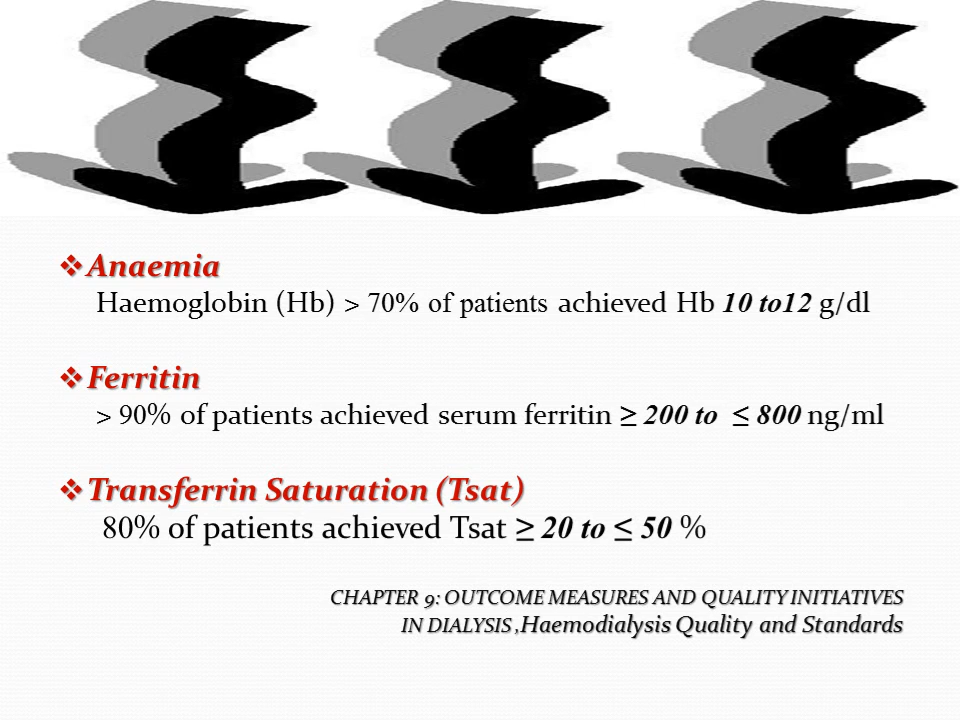 ❖ Anaemia
Haemoglobin (Hb) > 70% of patients achieved Hb 10 to12 g/dl
❖ Ferritin
> 90% of patients achieved serum ferritin ≥ 200 to ≤ 800 ng/ml
❖ Transferrin Saturation (Tsat)
80% of patients achieved Tsat ≥ 20 to ≤ 50 %
CHAPTER 9: OUTCOME MEASURES AND QUALITY INITIATIVES
IN DIALYSIS ,Haemodialysis Quality and Standards